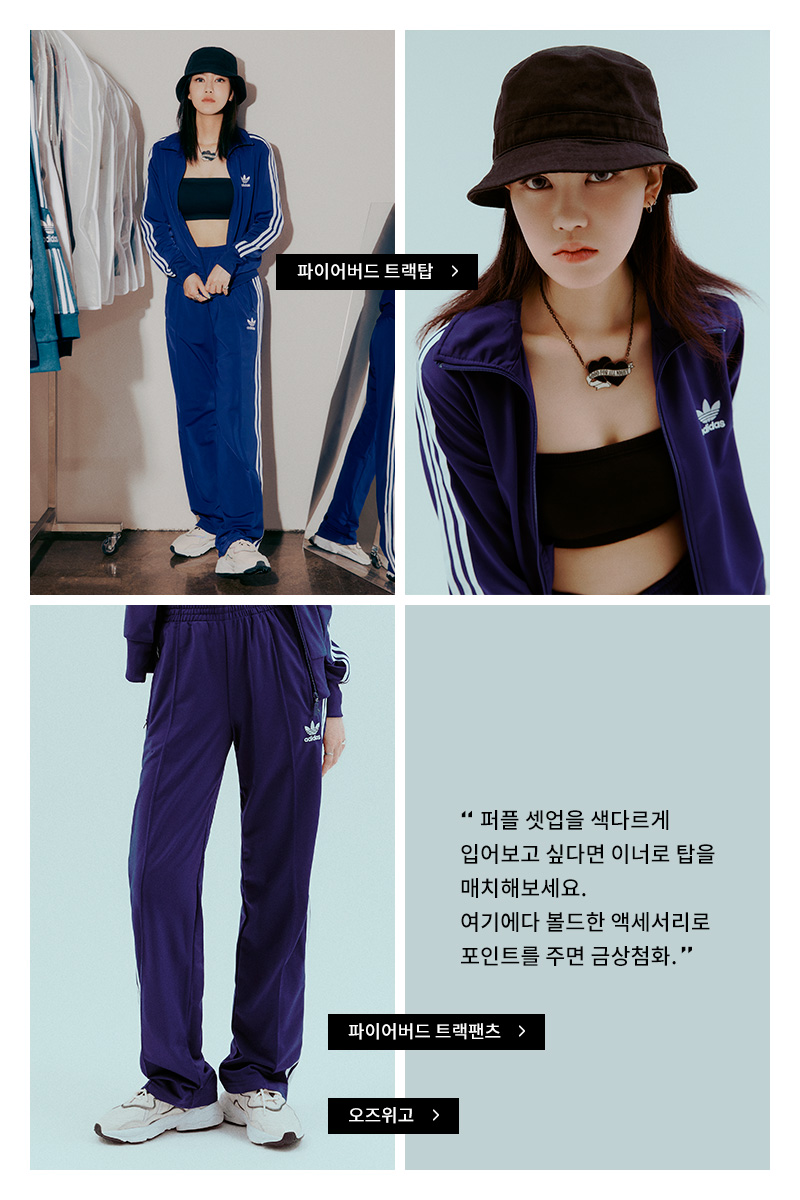 파이어버드 트랙탑 >
adidas
“ 퍼플 셋업을 색다르게
입어보고 싶다면 이너로 탑을
매치해보세요.
여기에다 볼드한 액세서리로
포인트를 주면 금상첨화. ”
adidas
파이어버드 트랙팬츠 >
오즈위고 >